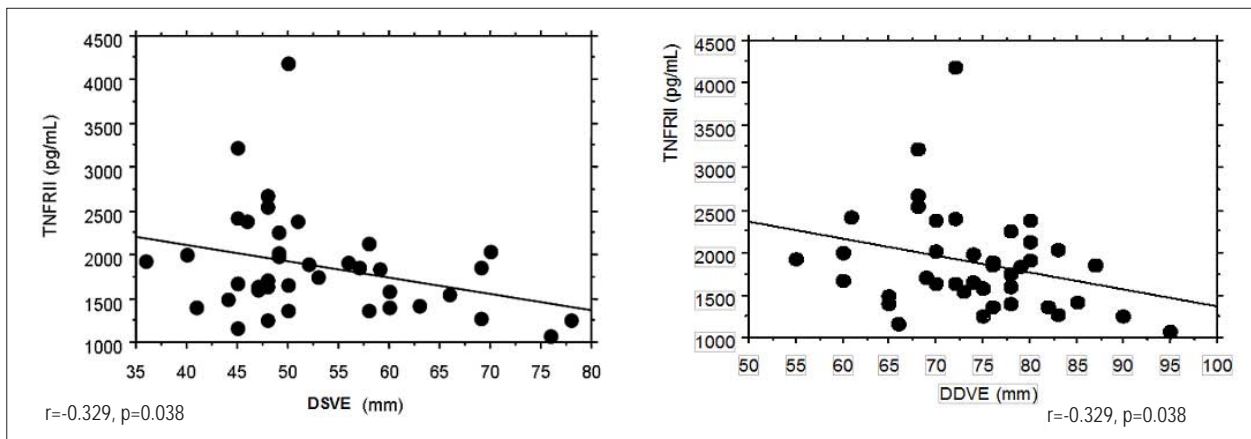 TNFRII (pg/mL)
4500
4000
3500
3000
2500
2000
1500
1000
35 40 45 50 55 60 65 70 75 80
DSVE (mm)
r=-0.329, p=0.038
TNFRII (pg/mL)
4500
4000
3500
3000
2500
2000
1500
1000
50 55 60 65 70 75 80 85 90 95 100
DDVE (mm)
r=-0.329, p=0.038